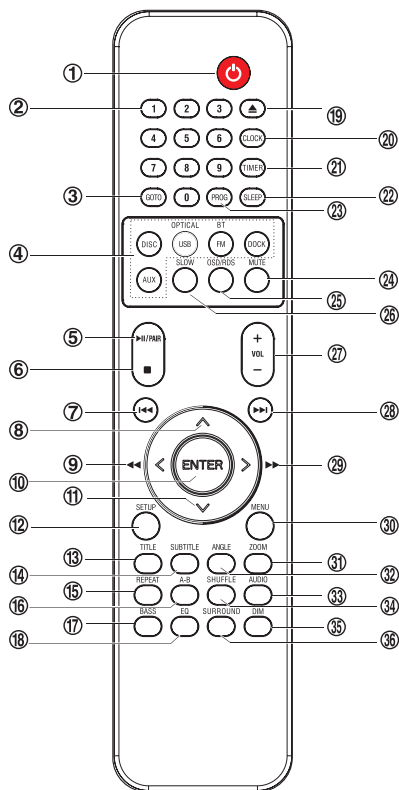 ①
② 1 2 3 ⑲
4 5 6 CLOCK ⑳
7 8 9 TIMER ㉑
③ GOTO 0 PROG SLEEP ㉒
㉓
OPTICAL BT
④ DISC USB FM DOCK
SLOW OSD/RDS MUTE
AUX ㉔
㉕
㉖
⑤ /PAIR + VOL − ㉗
⑥
⑦ ㉘
⑧
⑨ ㉙
⑩ ENTER
⑪
SETUP MENU
⑫ ㉚
TITLE SUBTITLE ANGLE ZOOM
⑬ ㉛
⑭ ㉜
REPEAT A-B SHUFFLE AUDIO
⑮ ㉝
⑯ ㉞
BASS EQ SURROUND DIM
⑰ ㉟
⑱ ㊱